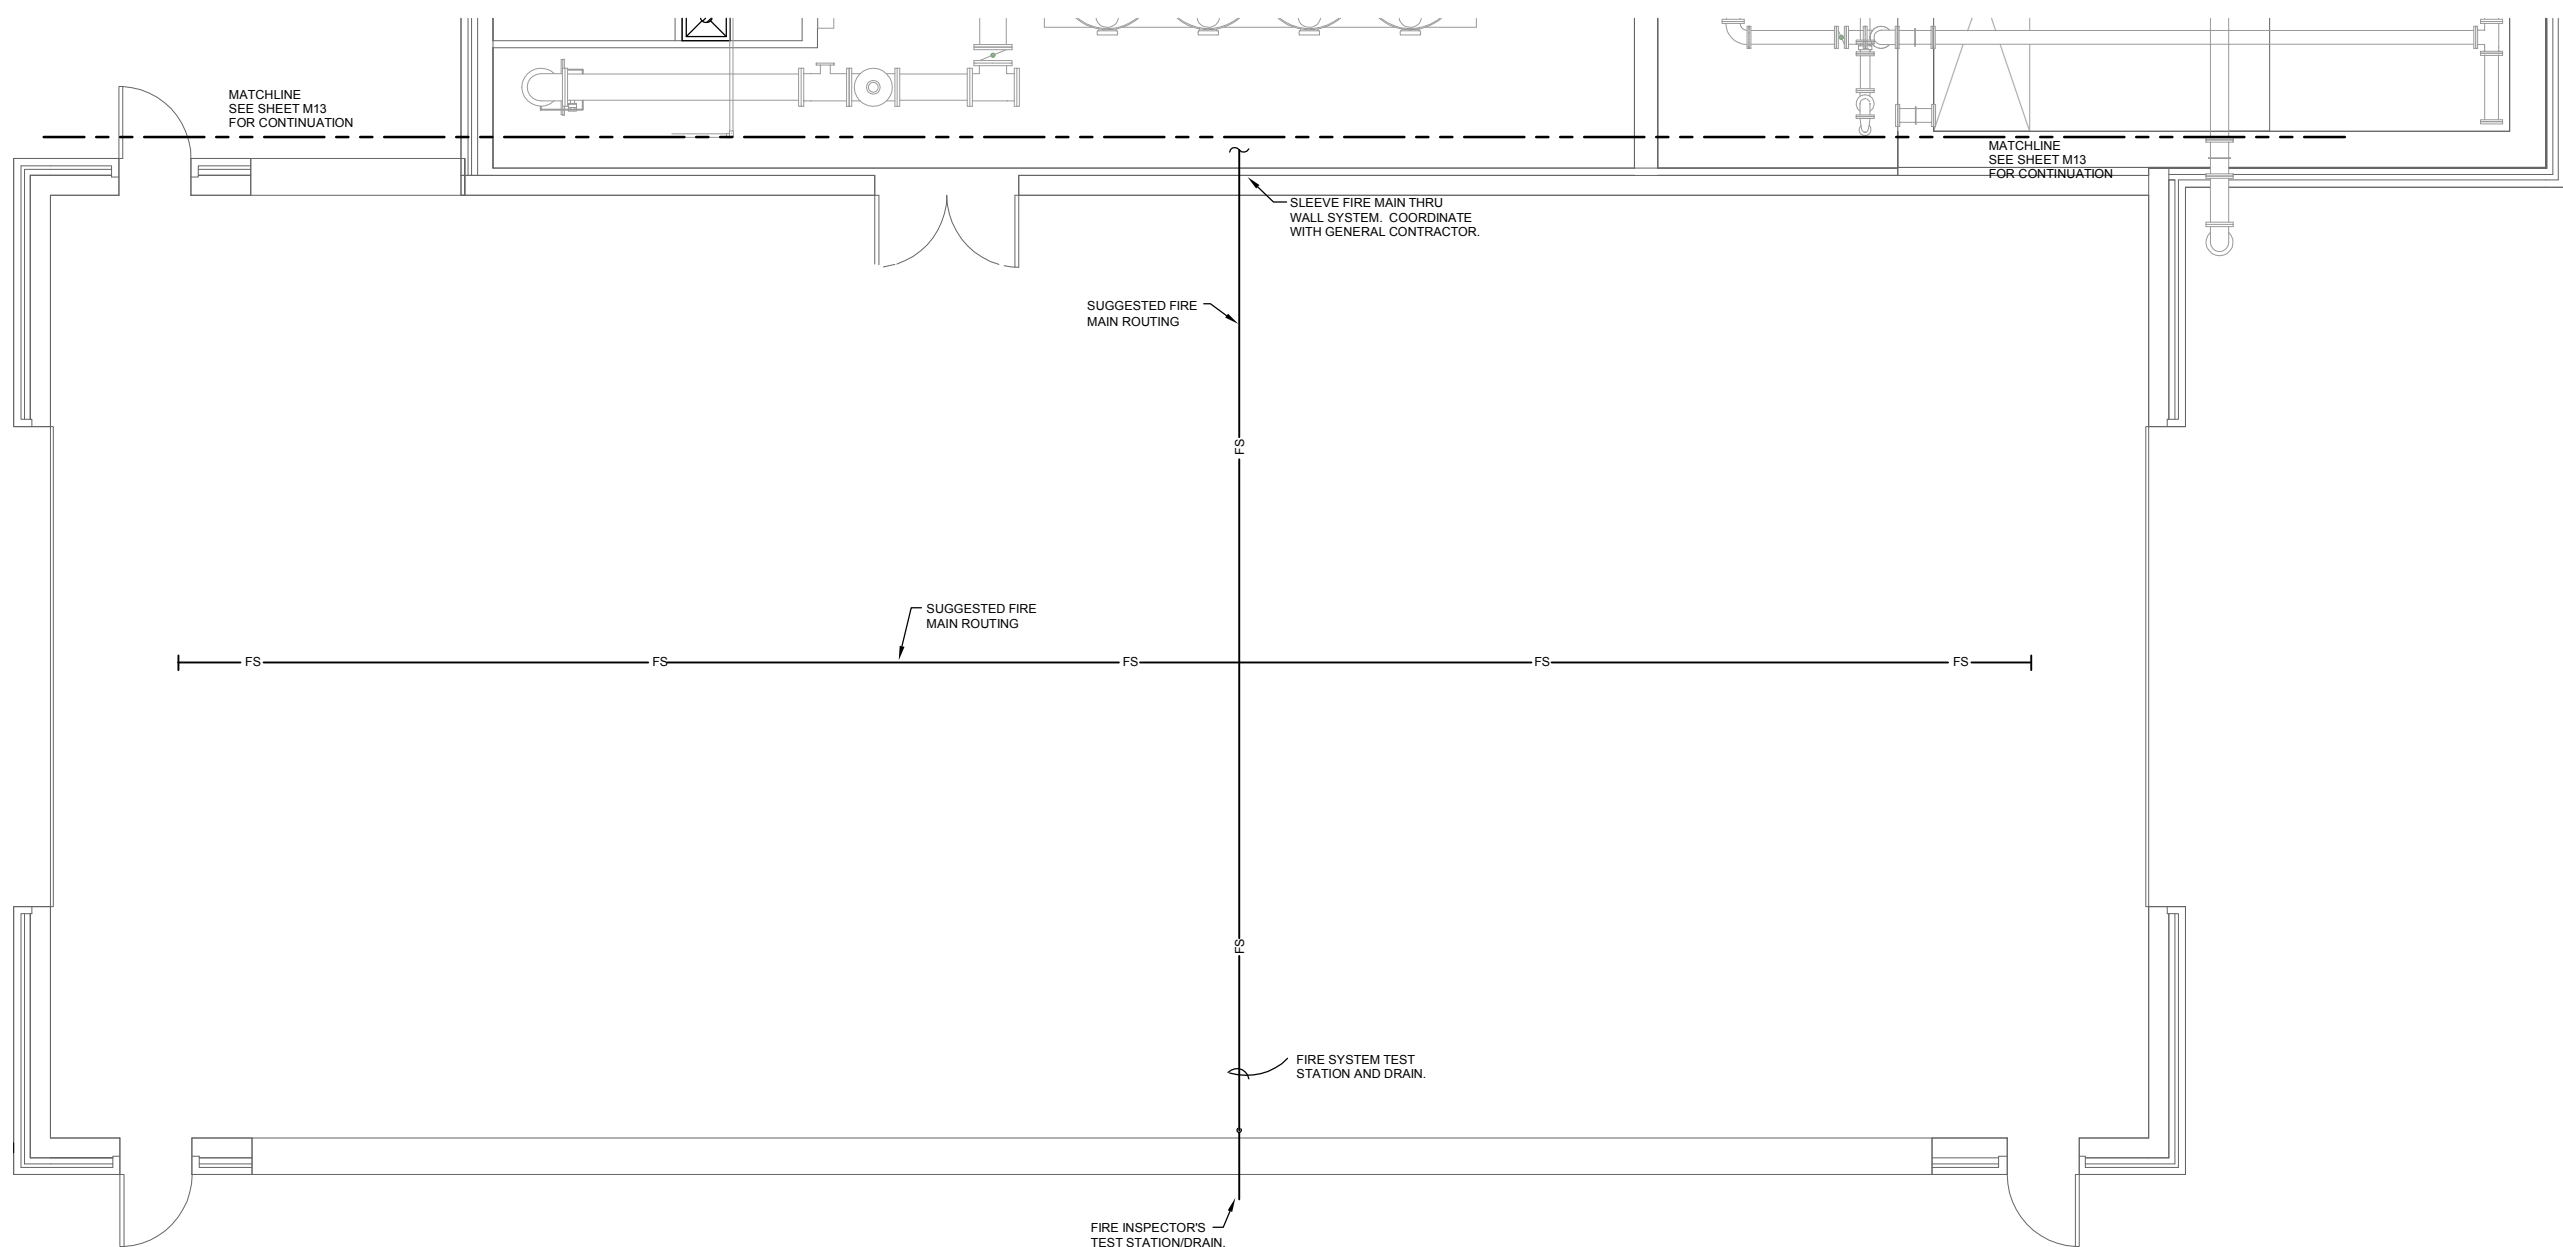 MATCHLINE
SEE SHEET M13
FOR CONTINUATION
MATCHLINE
SEE SHEET M13
FOR CONTINUATION
SLEEVE FIRE MAIN THRU
WALL SYSTEM.  COORDINATE
WITH GENERAL CONTRACTOR.
SUGGESTED FIRE
MAIN ROUTING
FS
SUGGESTED FIRE
MAIN ROUTING
FS
FS
FS
FS
FS
FS
FIRE SYSTEM TEST
STATION AND DRAIN.
FIRE INSPECTOR'S
TEST STATION/DRAIN.